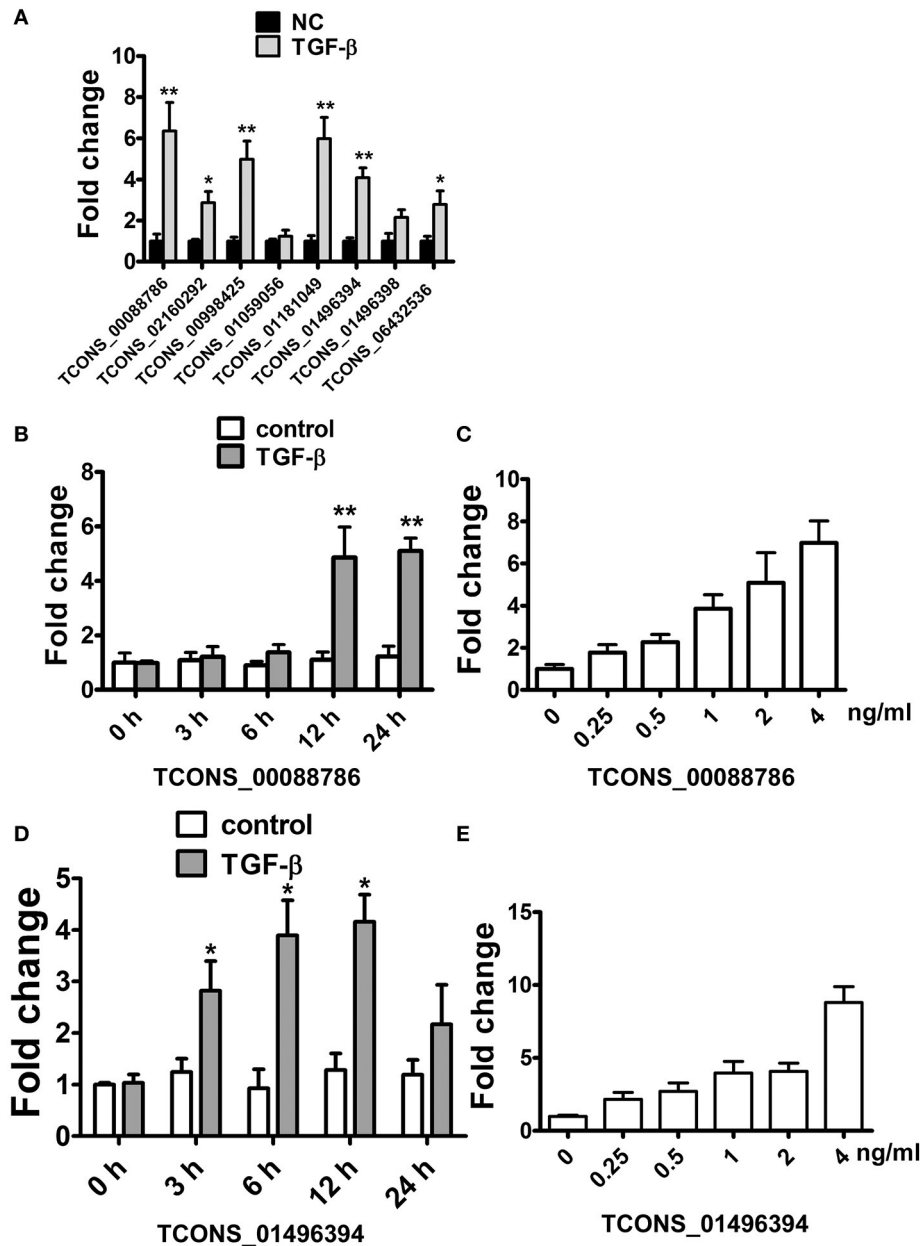 A
NC
TGF-β
Fold change
10
8
6
4
2
0
** * ** ** ** *
TCONS_00088786
TCONS_02160292
TCONS_00998425
TCONS_01059056
TCONS_01181049
TCONS_01496394
TCONS_01496398
TCONS_06432536
B
control
TGF-β
Fold change
8
6
4
2
0
** **
0 h 3 h 6 h 12 h 24 h
TCONS_00088786
C
Fold change
10
8
6
4
2
0
0 0.25 0.5 1 2 4 ng/ml
TCONS_00088786
D
control
TGF-β
Fold change
5
4
3
2
1
0
* * *
0 h 3 h 6 h 12 h 24 h
TCONS_01496394
E
Fold change
15
10
5
0
0 0.25 0.5 1 2 4 ng/ml
TCONS_01496394